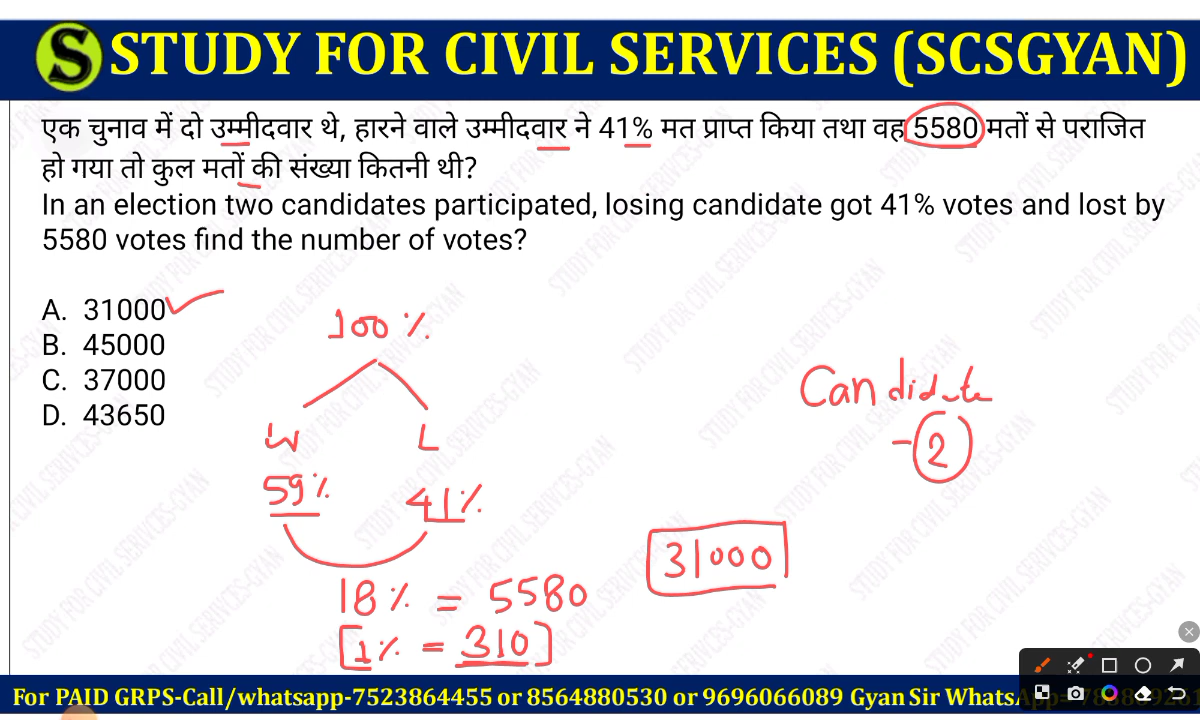 S STUDY FOR CIVIL SERVICES (SCSGYAN)
एक चुनाव में दो उम्मीदवार थे, हारने वाले उम्मीदवार ने 41% मत प्राप्त किया तथा वह 5580 मतों से पराजित
हो गया तो कुल मतों की संख्या कितनी थी?
In an election two candidates participated, losing candidate got 41% votes and lost by
5580 votes find the number of votes?
A. 31000
B. 45000
C. 37000
D. 43650
100%
W L
59% 41%
18% = 5580
[1% = 310]
Candidate
-2
31000
For PAID GRPS-Call/whatsapp-7523864455 or 8564880530 or 9696066089 Gyan Sir WhatsA